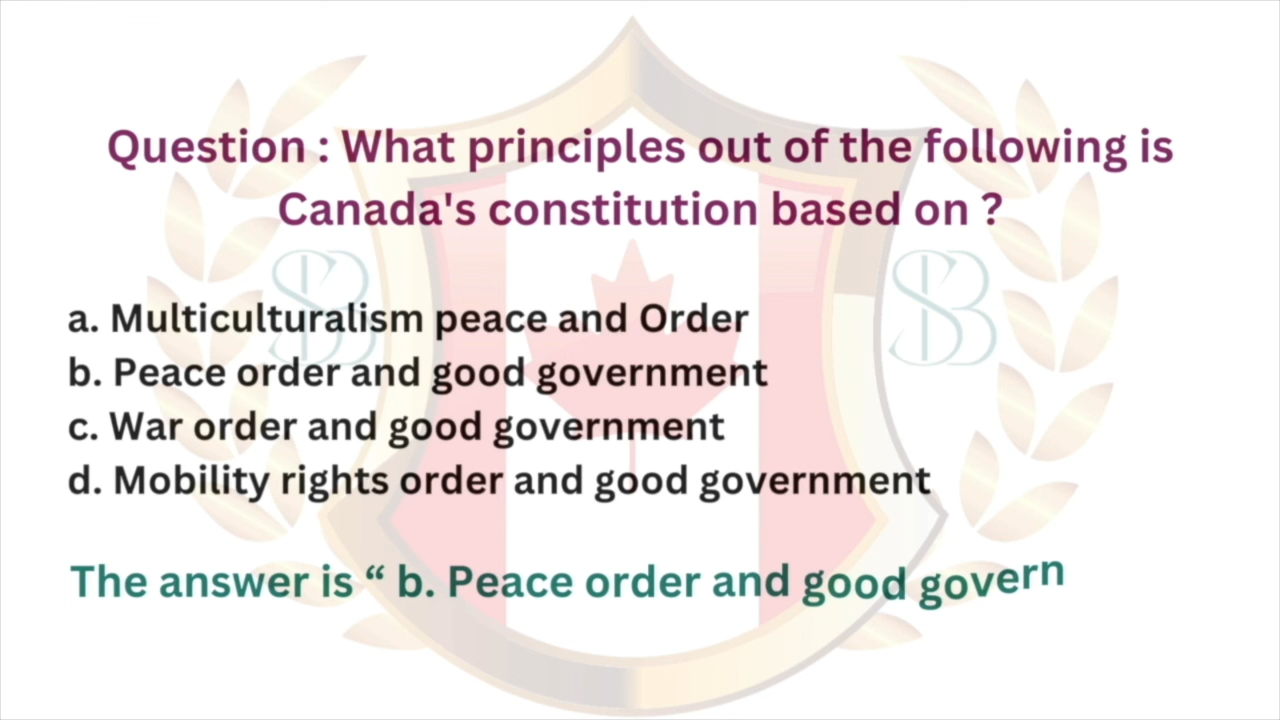 Question : What principles out of the following is
Canada's constitution based on ?
SB
SB
a. Multiculturalism peace and Order
b. Peace order and good government
c. War order and good government
d. Mobility rights order and good government
The answer is “ b. Peace order and good govern